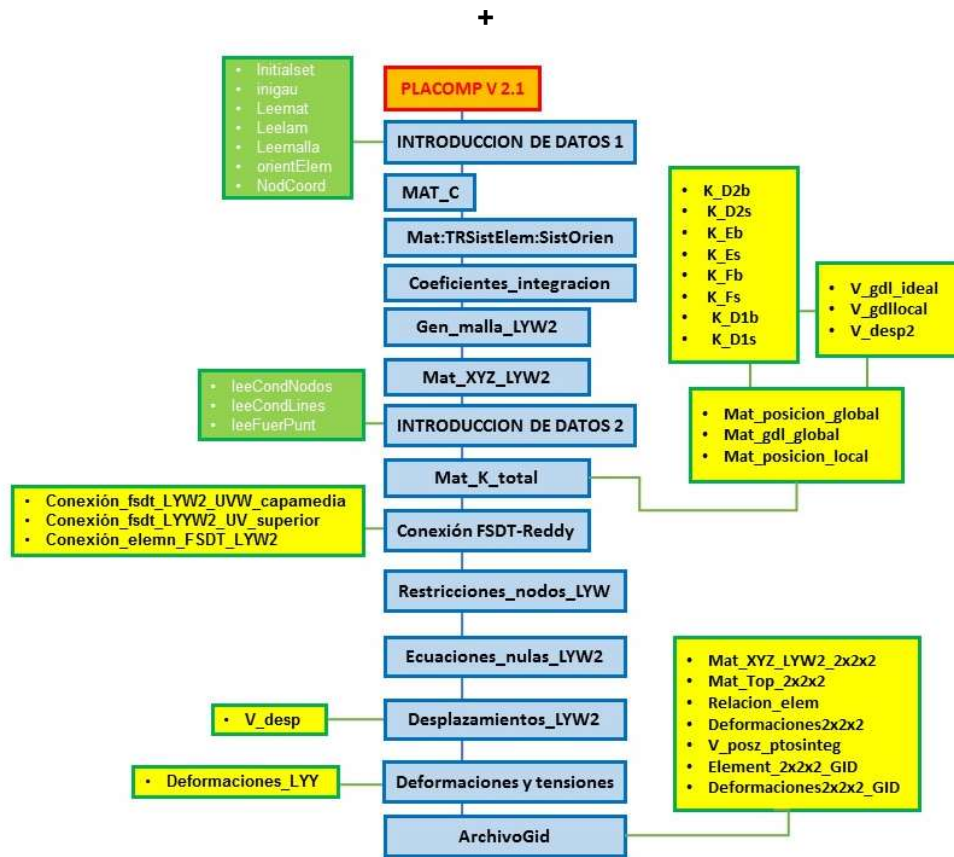 +
• Initialset
• inigau
• Leemat
• Leelam
• Leemalla
• orientElem
• NodCoord
PLACOMP V 2.1
INTRODUCCION DE DATOS 1
MAT_C
Mat:TRSistElem:SistOrien
Coeficientes_integracion
Gen_malla_LYW2
Mat_XYZ_LYW2
• K_D2b
• K_D2s
• K_Eb
• K_Es
• K_Fb
• K_Fs
• K_D1b
• K_D1s
• V_gdl_ideal
• V_gdllocal
• V_desp2
• leeCondNodos
• leeCondLines
• leeFuerPunt
INTRODUCCION DE DATOS 2
• Mat_posicion_global
• Mat_gdl_global
• Mat_posicion_local
Mat_K_total
• Conexión_fsdt_LYW2_UVW_capamedia
• Conexión_fsdt_LYYW2_UV_superior
• Conexión_elemn_FSDT_LYW2
Conexión FSDT-Reddy
Restricciones_nodos_LYW
Ecuaciones_nulas_LYW2
• V_desp
Desplazamientos_LYW2
• Deformaciones_LYY
Deformaciones y tensiones
• Mat_XYZ_LYW2_2x2x2
• Mat_Top_2x2x2
• Relacion_elem
• Deformaciones2x2x2
• V_posz_ptosinteg
• Element_2x2x2_GID
• Deformaciones2x2x2_GID
ArchivoGid